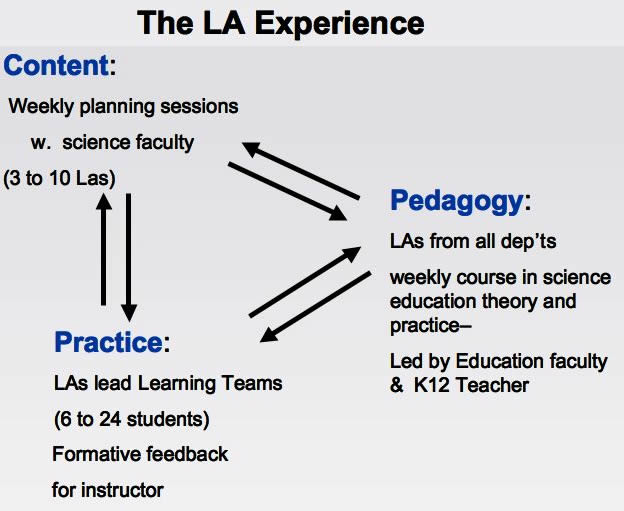 The LA Experience
Content:
Weekly planning sessions
w. science faculty
(3 to 10 Las)
Pedagogy:
LAs from all dep'ts
weekly course in science
education theory and
practice–
Led by Education faculty
& K12 Teacher
Practice:
LAs lead Learning Teams
(6 to 24 students)
Formative feedback
for instructor